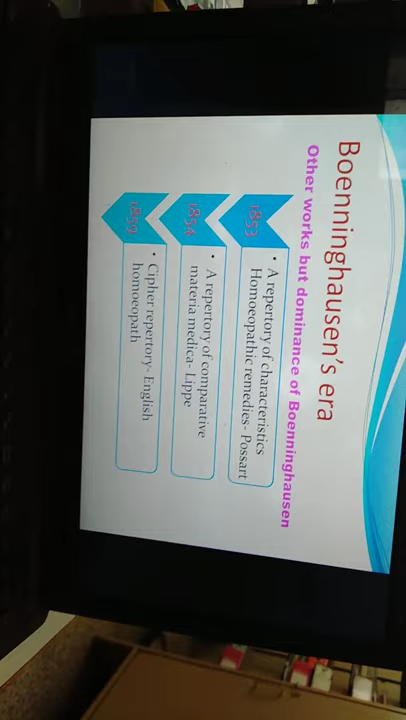 Boenninghausen's era
Other works but dominance of Boenninghausen
1853
• A repertory of characteristics
Homoeopathic remedies- Possart
1854
• A repertory of comparative
materia medica- Lippe
1859
• Cipher repertory- English
homoeopath